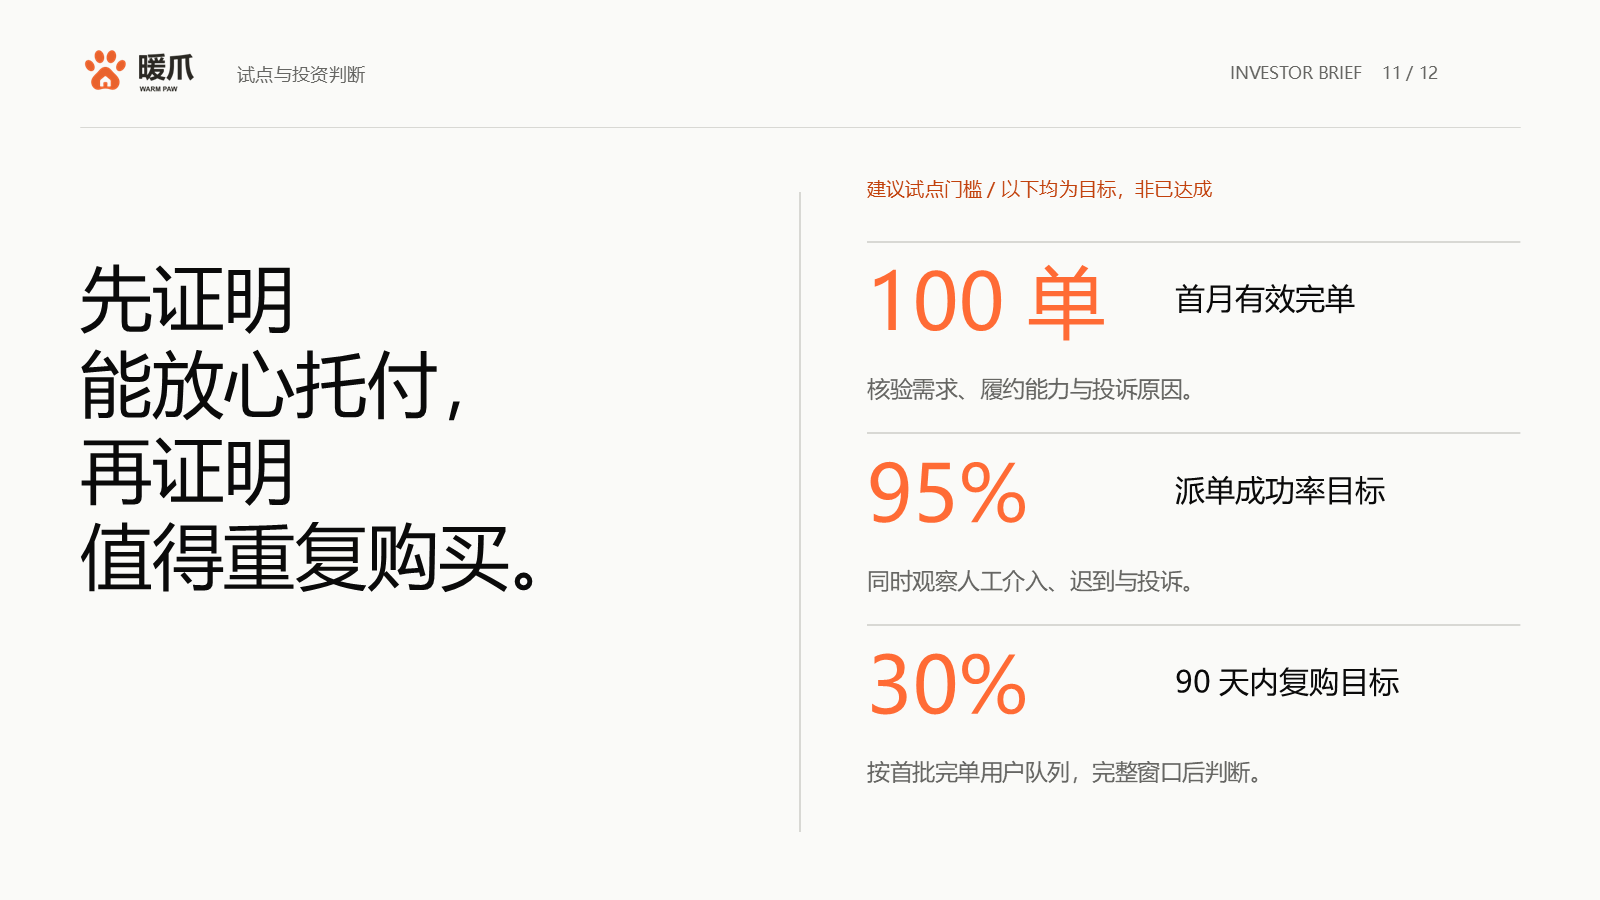 暖爪
WARM PAW
试点与投资判断
INVESTOR BRIEF 11 / 12
先证明
能放心托付，
再证明
值得重复购买。
建议试点门槛 / 以下均为目标，非已达成
100 单
首月有效完单
核验需求、履约能力与投诉原因。
95%
派单成功率目标
同时观察人工介入、迟到与投诉。
30%
90 天内复购目标
按首批完单用户队列，完整窗口后判断。